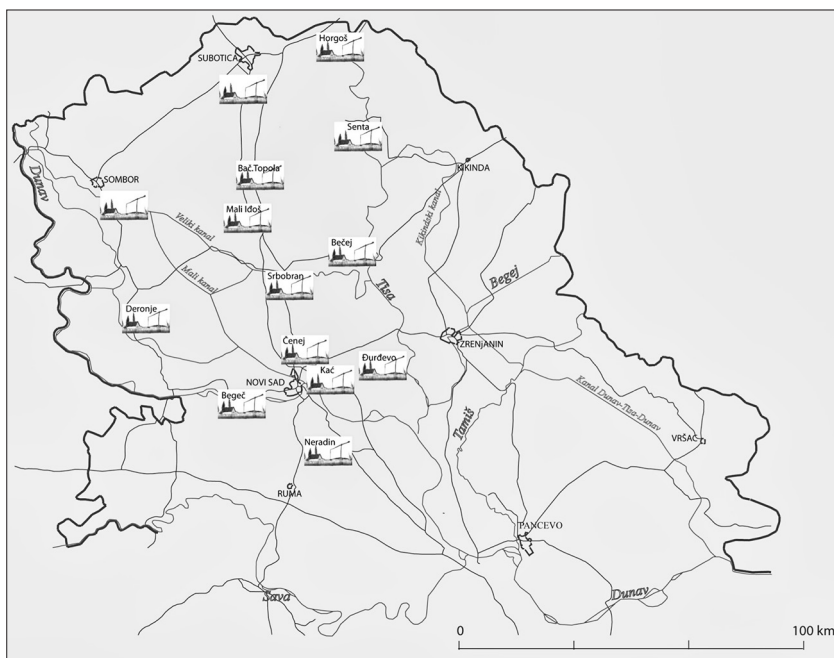 Horgoš
SUBOTICA
Senta
KIKINDA
Bač.Topola
SOMBOR
Dunav
Mali Iđoš
Veliki kanal
Kikindski kanal
Bečej
Begej
Mali kanal
Srbobran
Tisa
Deronje
Čenej
ZRENjANIN
Đurđevo
Kać
NOVI SAD
Begeč
Kanal Dunav-Tisa-Dunav
Tamiš
VRŠAC
Neradin
RUMA
PANCEVO
Sava
Dunav
0
100 km